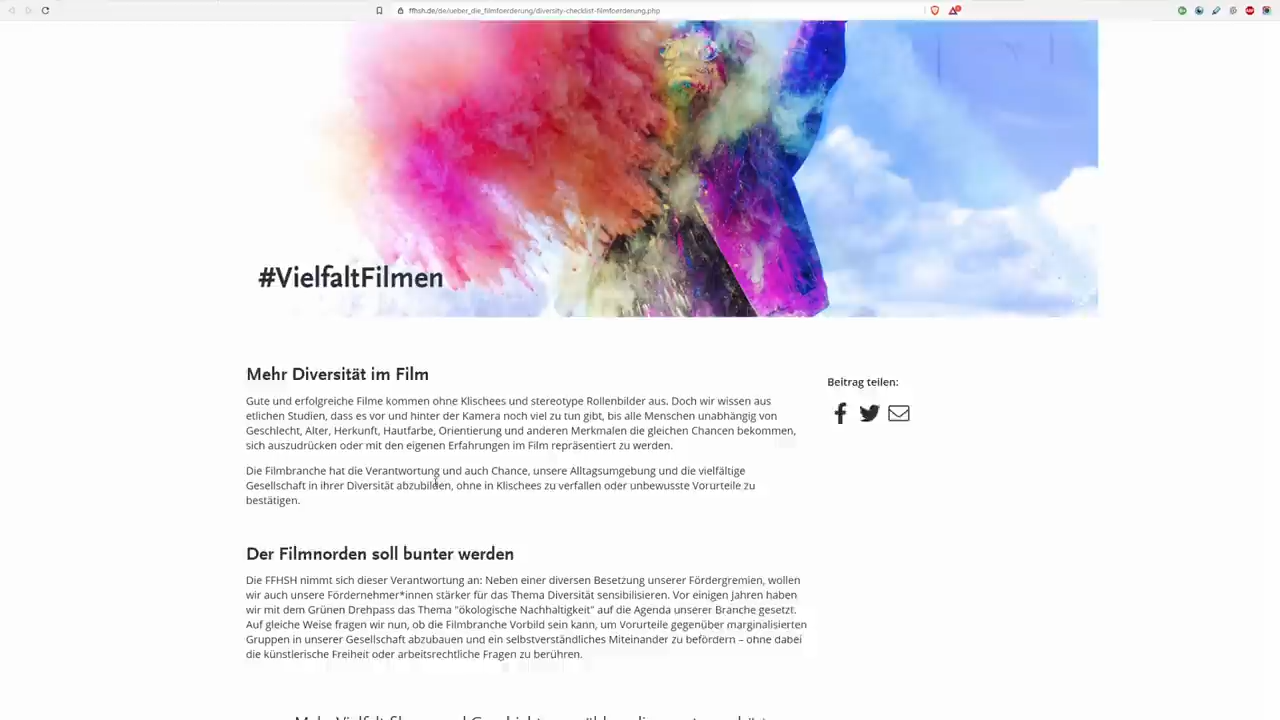 ffhsh.de/de/ueber_die_filmfoerderung/diversity-checklist-filmfoerderung.php
#VielfaltFilmen
Mehr Diversität im Film
Gute und erfolgreiche Filme kommen ohne Klischees und stereotype Rollenbilder aus. Doch wir wissen aus
etlichen Studien, dass es vor und hinter der Kamera noch viel zu tun gibt, bis alle Menschen unabhängig von
Geschlecht, Alter, Herkunft, Hautfarbe, Orientierung und anderen Merkmalen die gleichen Chancen bekommen,
sich auszudrücken oder mit den eigenen Erfahrungen im Film repräsentiert zu werden.
Die Filmbranche hat die Verantwortung und auch Chance, unsere Alltagsumgebung und die vielfältige
Gesellschaft in ihrer Diversität abzubilden, ohne in Klischees zu verfallen oder unbewusste Vorurteile zu
bestätigen.
Beitrag teilen:
Der Filmnorden soll bunter werden
Die FFHSH nimmt sich dieser Verantwortung an: Neben einer diversen Besetzung unserer Fördergremien, wollen
wir auch unsere Fördernehmer*innen stärker für das Thema Diversität sensibilisieren. Vor einigen Jahren haben
wir mit dem Grünen Drehpass das Thema "ökologische Nachhaltigkeit" auf die Agenda unserer Branche gesetzt.
Auf gleiche Weise fragen wir nun, ob die Filmbranche Vorbild sein kann, um Vorurteile gegenüber marginalisierten
Gruppen in unserer Gesellschaft abzubauen und ein selbstverständliches Miteinander zu befördern – ohne dabei
die künstlerische Freiheit oder arbeitsrechtliche Fragen zu berühren.